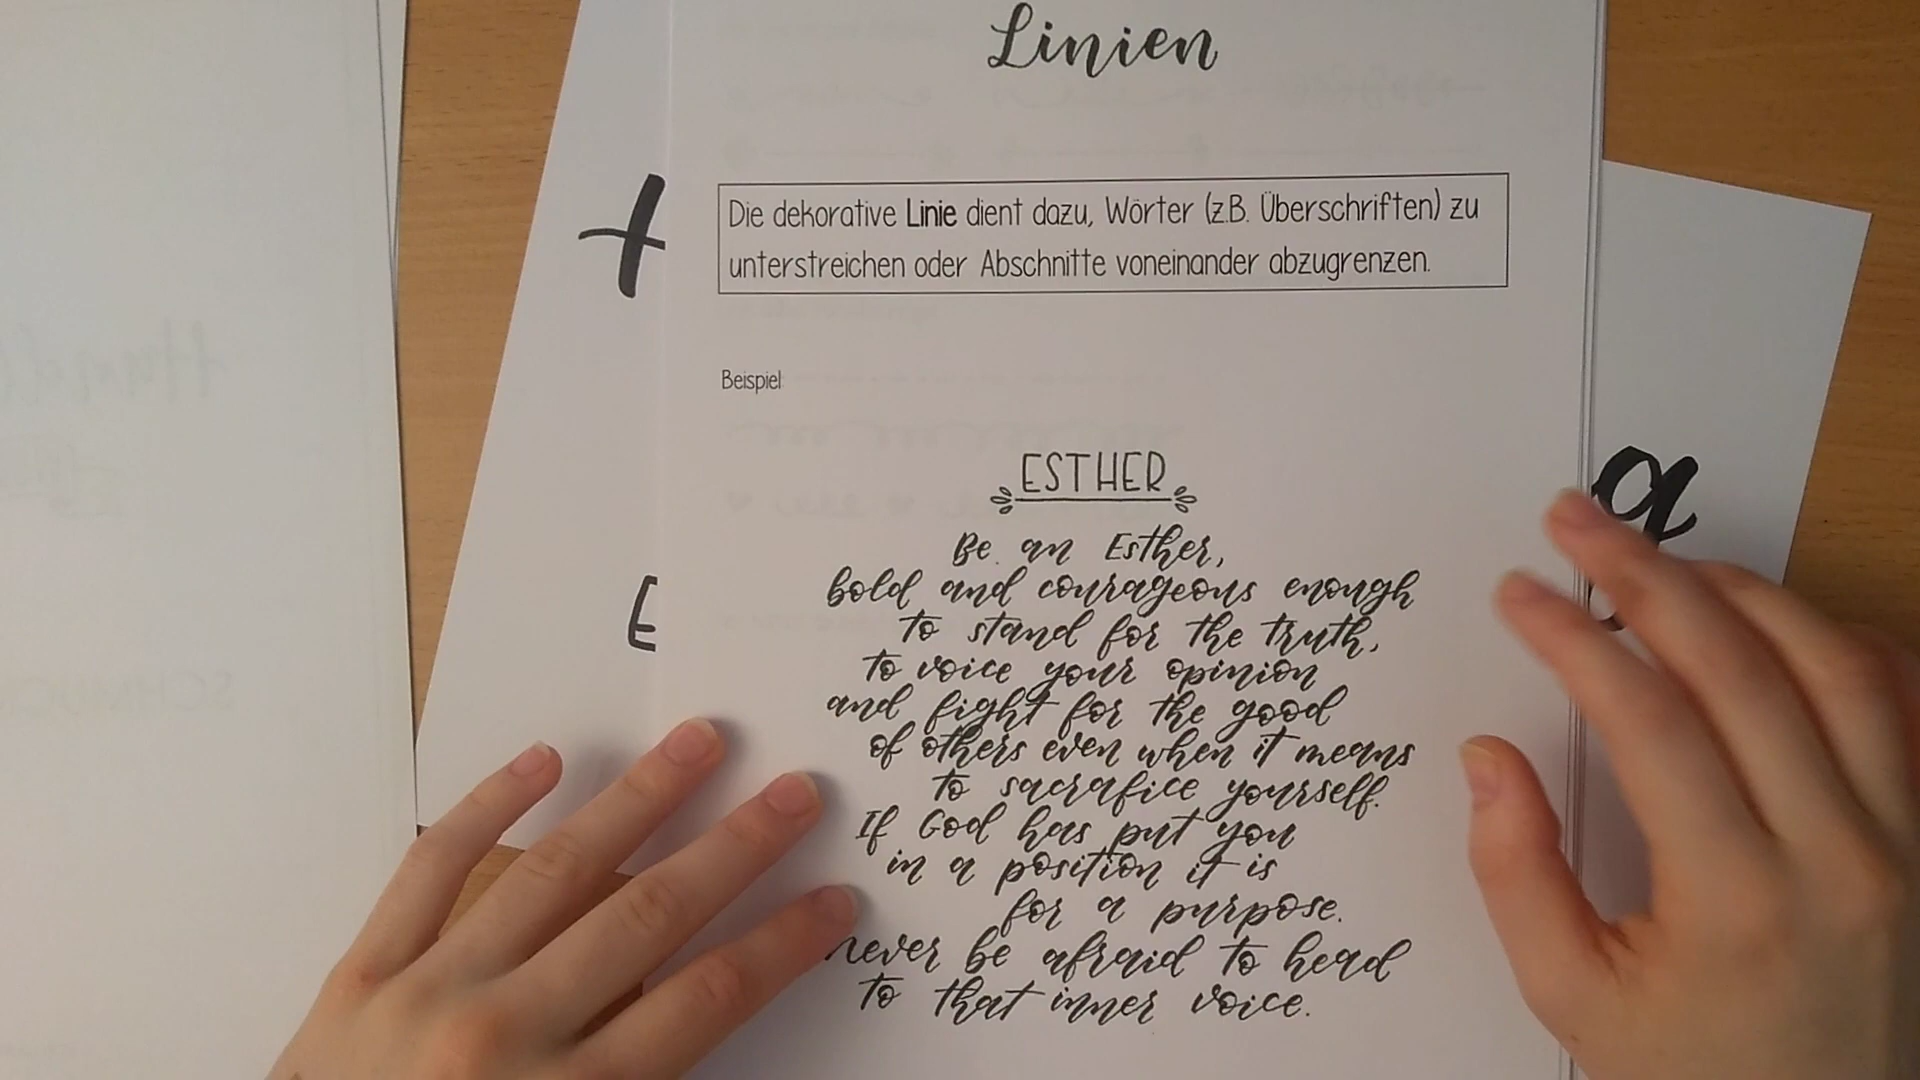 Linien
Die dekorative Linie dient dazu, Wörter (z.B. Überschriften) zu
unterstreichen oder Abschnitte voneinander abzugrenzen.
Beispiel:
ESTHER
Be an Esther,
bold and courageous enough
to stand for the truth,
to voice your opinion
and fight for the good
of others even when it means
to sacrafice yourself.
If God has put you
in a position it is
for a purpose.
never be afraid to head
to that inner voice.
t
E
g